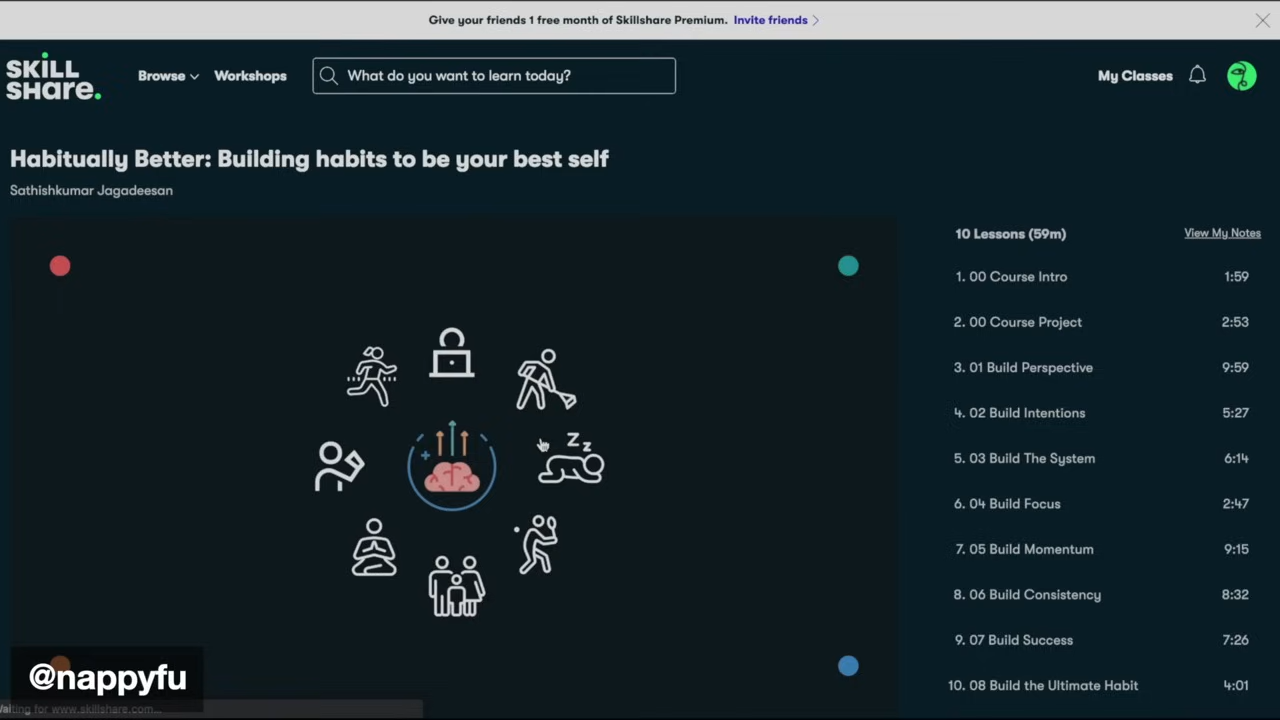 Give your friends 1 free month of Skillshare Premium. Invite friends
SKILL
SHARE.
Browse
Workshops
What do you want to learn today?
My Classes
Habitually Better: Building habits to be your best self
Sathishkumar Jagadeesan
10 Lessons (59m)
View My Notes
1. 00 Course Intro 1:59
2. 00 Course Project 2:53
3. 01 Build Perspective 9:59
4. 02 Build Intentions 5:27
5. 03 Build The System 6:14
6. 04 Build Focus 2:47
7. 05 Build Momentum 9:15
8. 06 Build Consistency 8:32
9. 07 Build Success 7:26
10. 08 Build the Ultimate Habit 4:01
Z Z
@nappyfu
Waiting for www.skillshare.com...